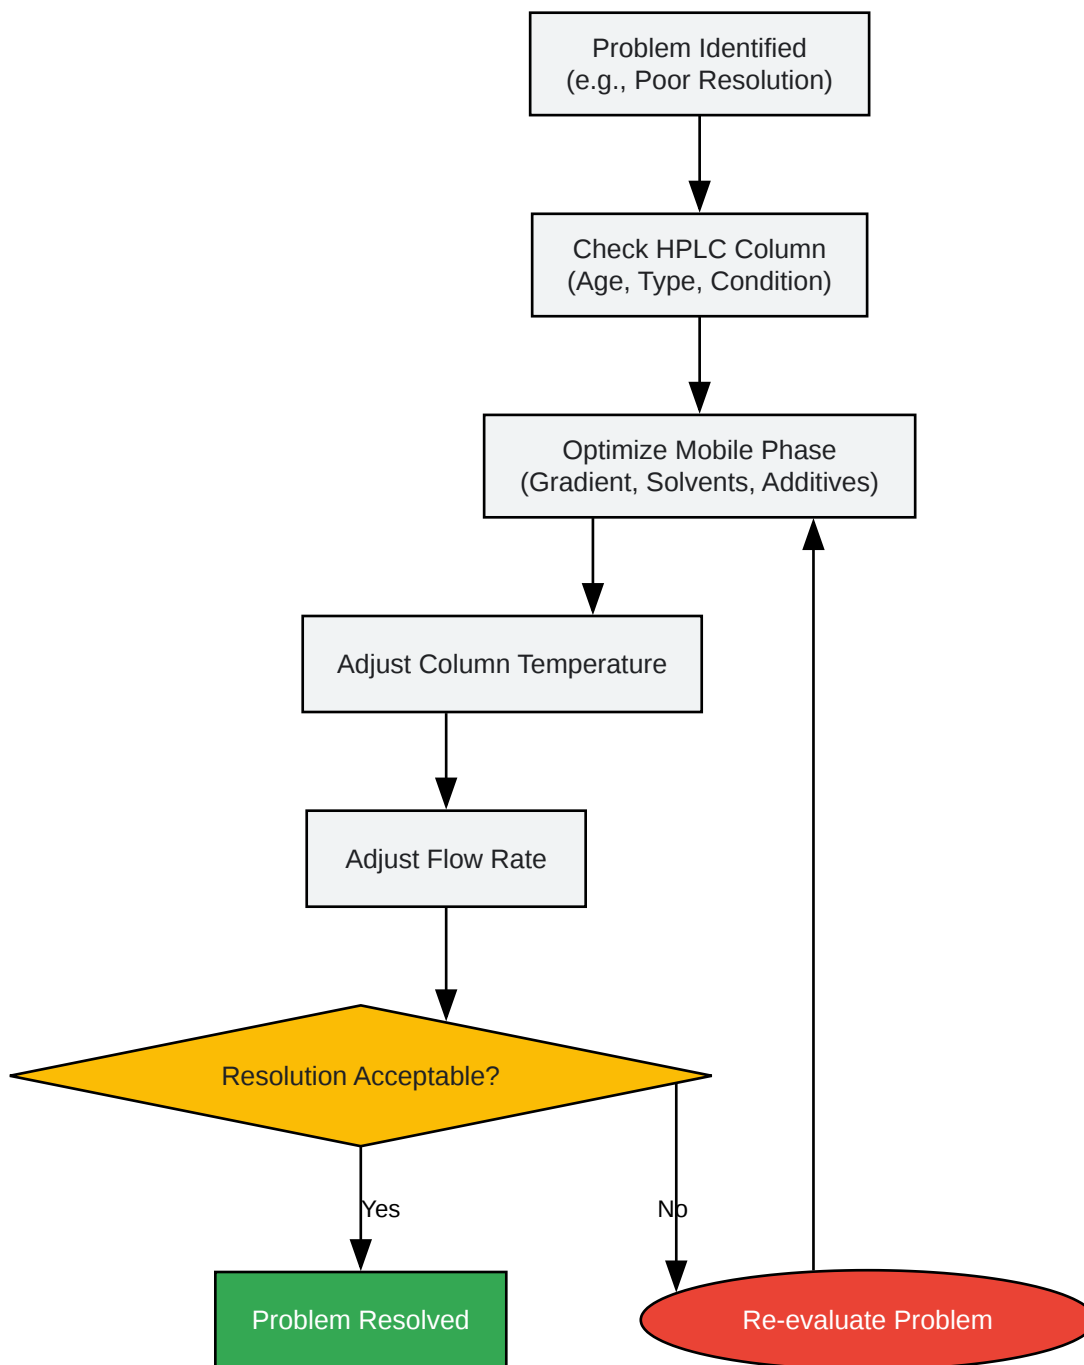 Problem Identified
(e.g., Poor Resolution)
Check HPLC Column
(Age, Type, Condition)
Optimize Mobile Phase
(Gradient, Solvents, Additives)
Adjust Column Temperature
Adjust Flow Rate
Resolution Acceptable?
Yes
No
Problem Resolved
Re-evaluate Problem